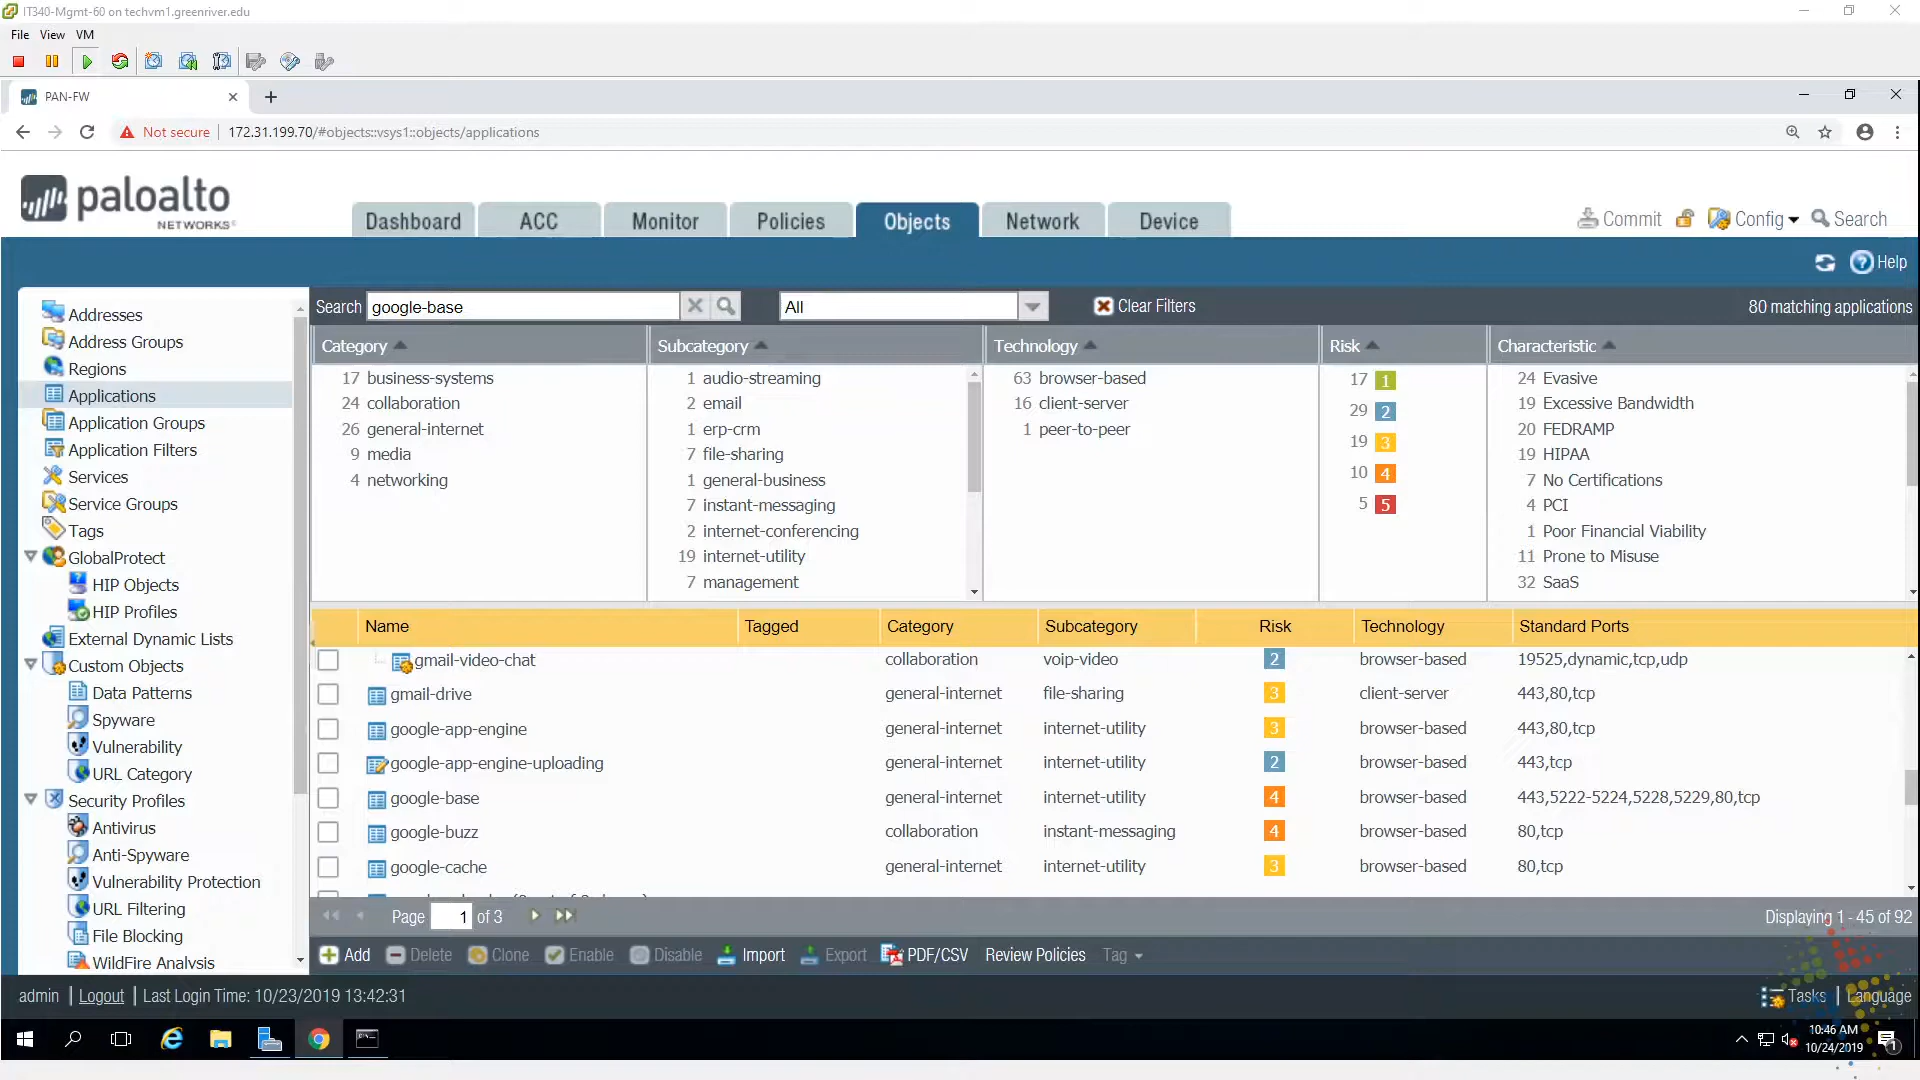 IT340-Mgmt-60 on techvm1.greenriver.edu
File View VM
PAN-FW
Not secure 172.31.199.70/#objects::vsys1::objects/applications
paloalto
NETWORKS
Dashboard ACC Monitor Policies Objects Network Device
Commit Config Search
Help
Addresses
Address Groups
Regions
Applications
Application Groups
Application Filters
Services
Service Groups
Tags
GlobalProtect
HIP Objects
HIP Profiles
External Dynamic Lists
Custom Objects
Data Patterns
Spyware
Vulnerability
URL Category
Security Profiles
Antivirus
Anti-Spyware
Vulnerability Protection
URL Filtering
File Blocking
WildFire Analysis
Search google-base All Clear Filters 80 matching applications
Category Subcategory Technology Risk Characteristic
17 business-systems
24 collaboration
26 general-internet
9 media
4 networking
1 audio-streaming
2 email
1 erp-crm
7 file-sharing
1 general-business
7 instant-messaging
2 internet-conferencing
19 internet-utility
7 management
63 browser-based
16 client-server
1 peer-to-peer
17 1
29 2
19 3
10 4
5 5
24 Evasive
19 Excessive Bandwidth
20 FEDRAMP
19 HIPAA
7 No Certifications
4 PCI
1 Poor Financial Viability
11 Prone to Misuse
32 SaaS
Name Tagged Category Subcategory Risk Technology Standard Ports
gmail-video-chat collaboration voip-video 2 browser-based 19525,dynamic,tcp,udp
gmail-drive general-internet file-sharing 3 client-server 443,80,tcp
google-app-engine general-internet internet-utility 3 browser-based 443,80,tcp
google-app-engine-uploading general-internet internet-utility 2 browser-based 443,tcp
google-base general-internet internet-utility 4 browser-based 443,5222-5224,5228,5229,80,tcp
google-buzz collaboration instant-messaging 4 browser-based 80,tcp
google-cache general-internet internet-utility 3 browser-based 80,tcp
Page 1 of 3 Displaying 1 - 45 of 92
Add Delete Clone Enable Disable Import Export PDF/CSV Review Policies Tag
admin | Logout | Last Login Time: 10/23/2019 13:42:31 Tasks | Language
10:46 AM
10/24/2019
1